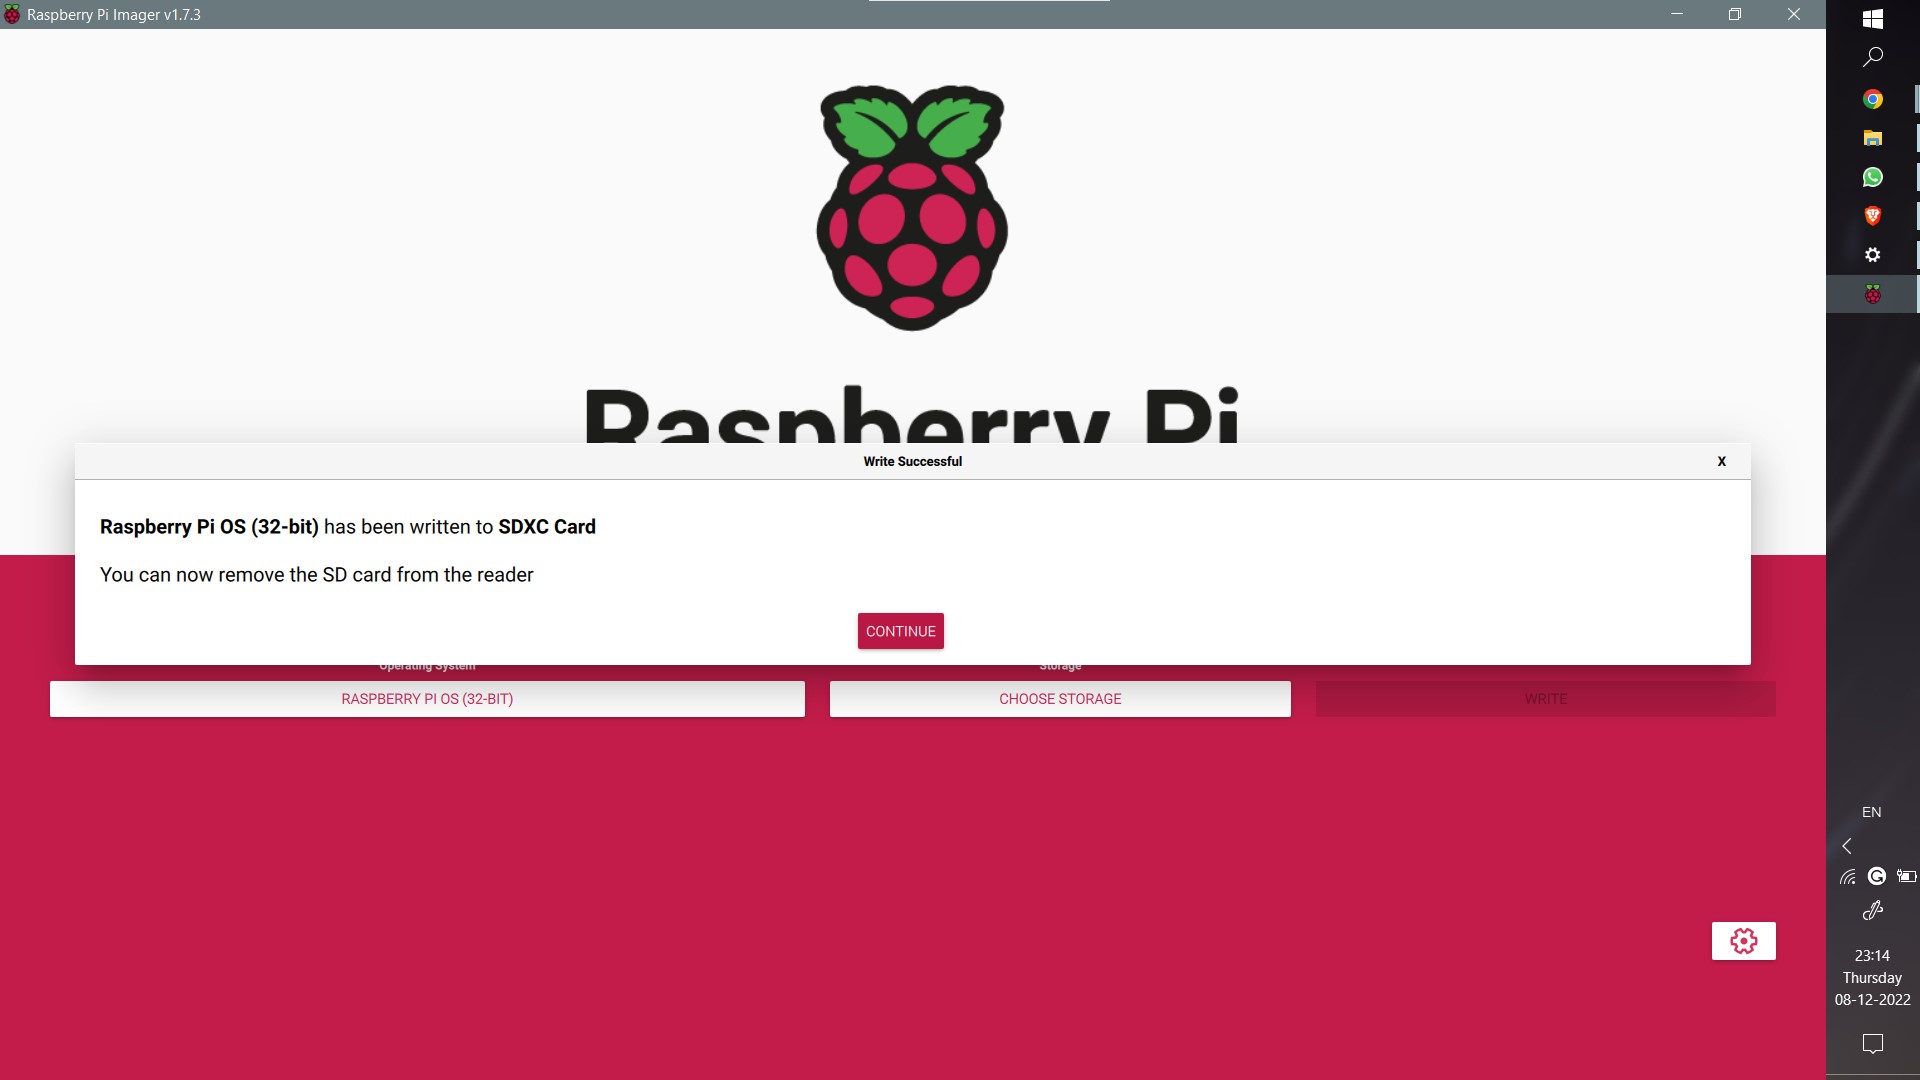 Raspberry Pi Imager v1.7.3
Raspberry Pi
Write Successful
X
Raspberry Pi OS (32-bit) has been written to SDXC Card
You can now remove the SD card from the reader
CONTINUE
Operating System
Storage
RASPBERRY PI OS (32-BIT)
CHOOSE STORAGE
WRITE
EN
23:14
Thursday
08-12-2022